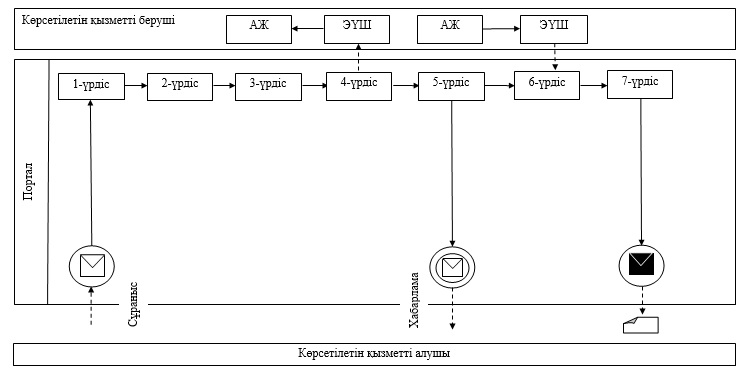 Көрсетілетін қызметті беруші
АЖ
ЭҮШ
АЖ
ЭҮШ
Портал
1-үрдіс
2-үрдіс
3-үрдіс
4-үрдіс
5-үрдіс
6-үрдіс
7-үрдіс
Сұраныс
Хабарлама
Көрсетілетін қызметті алушы